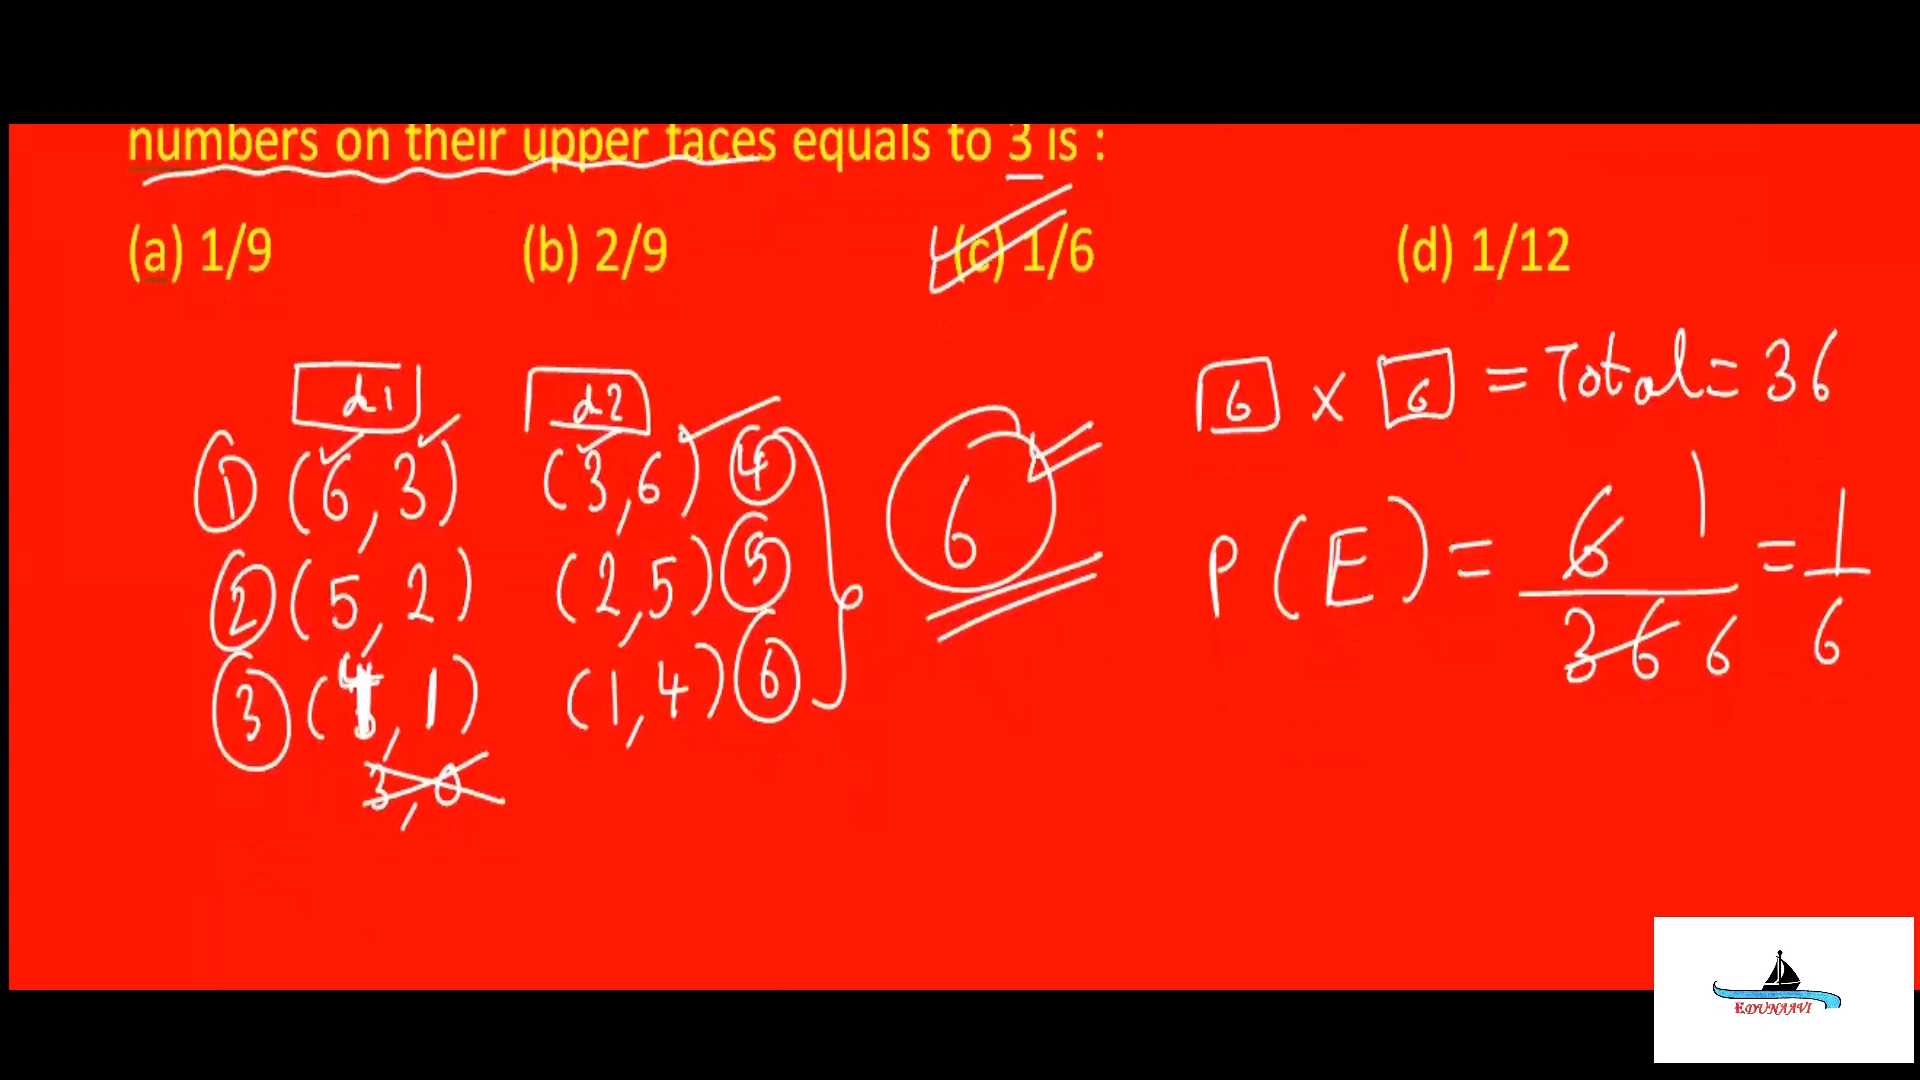 numbers on their upper faces equals to 3 is :
(a) 1/9 (b) 2/9 (c) 1/6 (d) 1/12
d1 d2
6 × 6 = Total = 36
1 (6, 3) (3, 6) 4
2 (5, 2) (2, 5) 5
3 (4, 1) (1, 4) 6
3, 0
6
P(E) = 6 1 = 1
36 6 6
EDUNAAVI